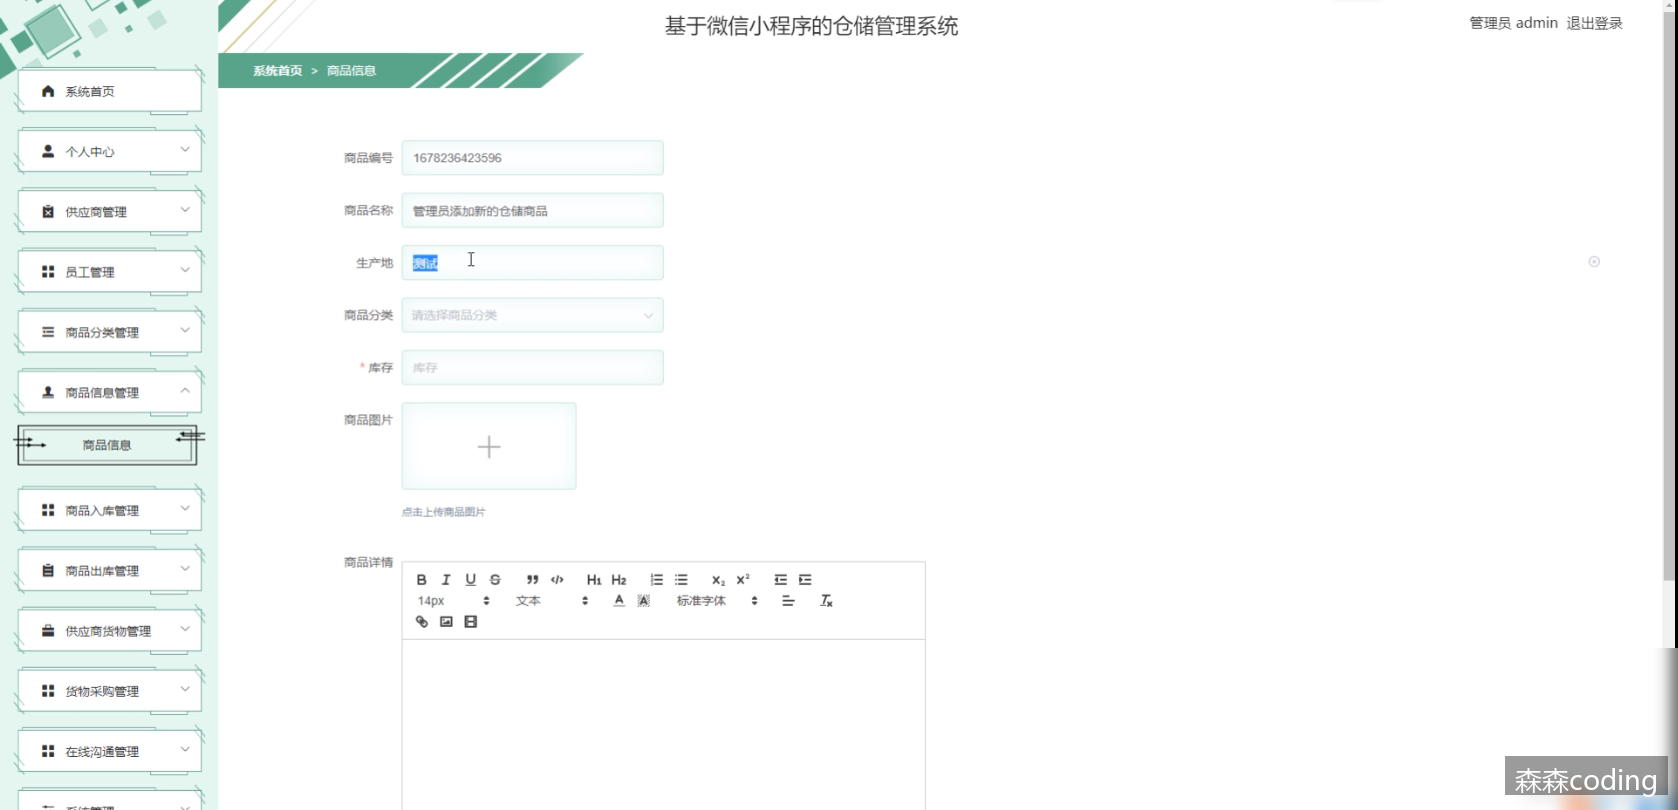 基于微信小程序的仓储管理系统
管理员 admin 退出登录
系统首页 > 商品信息
系统首页
个人中心
供应商管理
员工管理
商品分类管理
商品信息管理
商品信息
商品入库管理
商品出库管理
供应商货物管理
货物采购管理
在线沟通管理
系统管理
商品编号 1678236423596
商品名称 管理员添加新的仓储商品
生产地 测试
商品分类 请选择商品分类
* 库存 库存
商品图片
点击上传商品图片
商品详情
B I U S H1 H2 X2 X2
14px 文本 A A 标准字体 Tx
森森coding